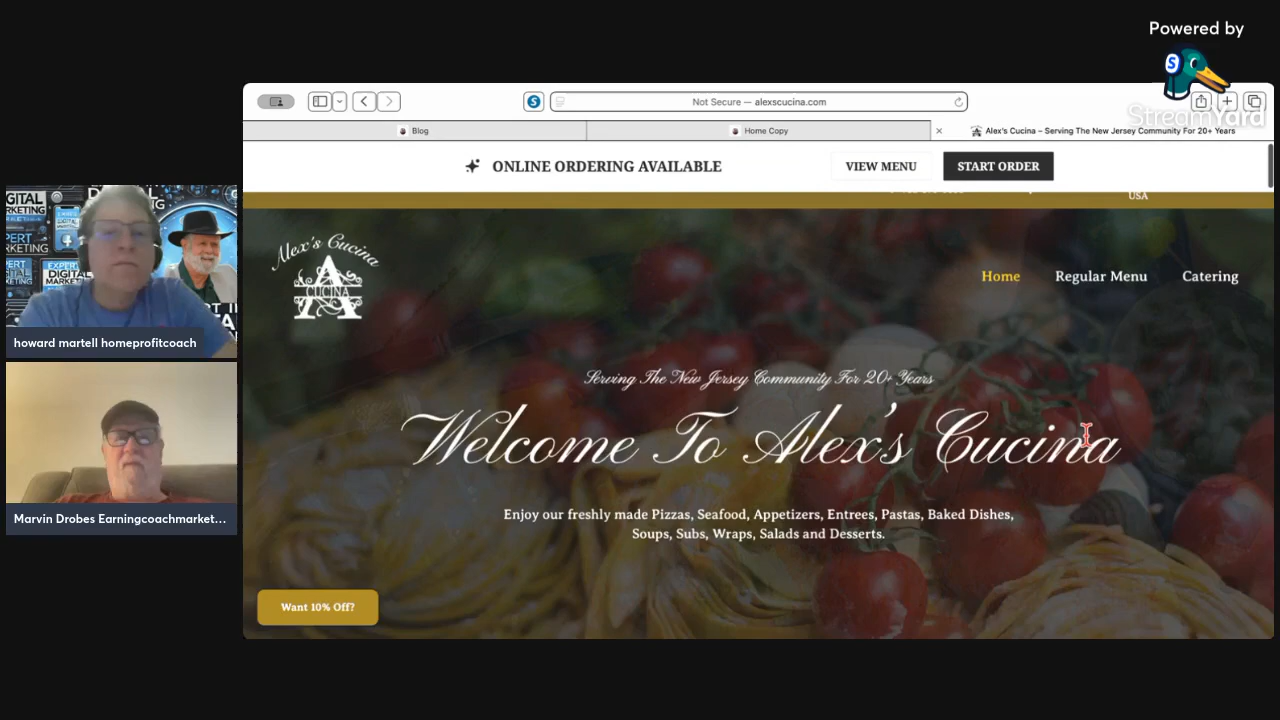 Powered by
StreamYard
Not Secure — alexscucina.com
Blog
Home Copy
Alex's Cucina – Serving The New Jersey Community For 20+ Years
ONLINE ORDERING AVAILABLE
VIEW MENU
START ORDER
USA
Alex's Cucina
A
CUCINA
Home
Regular Menu
Catering
Serving The New Jersey Community For 20+ Years
Welcome To Alex's Cucina
Enjoy our freshly made Pizzas, Seafood, Appetizers, Entrees, Pastas, Baked Dishes,
Soups, Subs, Wraps, Salads and Desserts.
Want 10% Off?
howard martell homeprofitcoach
Marvin Drobes Earningcoachmarket...